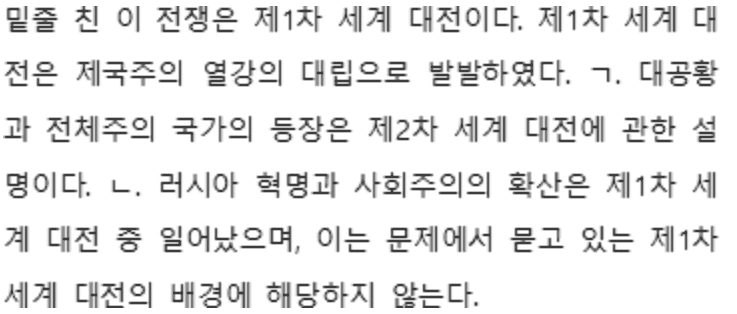 밑줄 친 이 전쟁은 제1차 세계 대전이다. 제1차 세계 대
전은 제국주의 열강의 대립으로 발발하였다. ㄱ. 대공황
과 전체주의 국가의 등장은 제2차 세계 대전에 관한 설
명이다. ㄴ. 러시아 혁명과 사회주의의 확산은 제1차 세
계 대전 중 일어났으며, 이는 문제에서 묻고 있는 제1차
세계 대전의 배경에 해당하지 않는다.